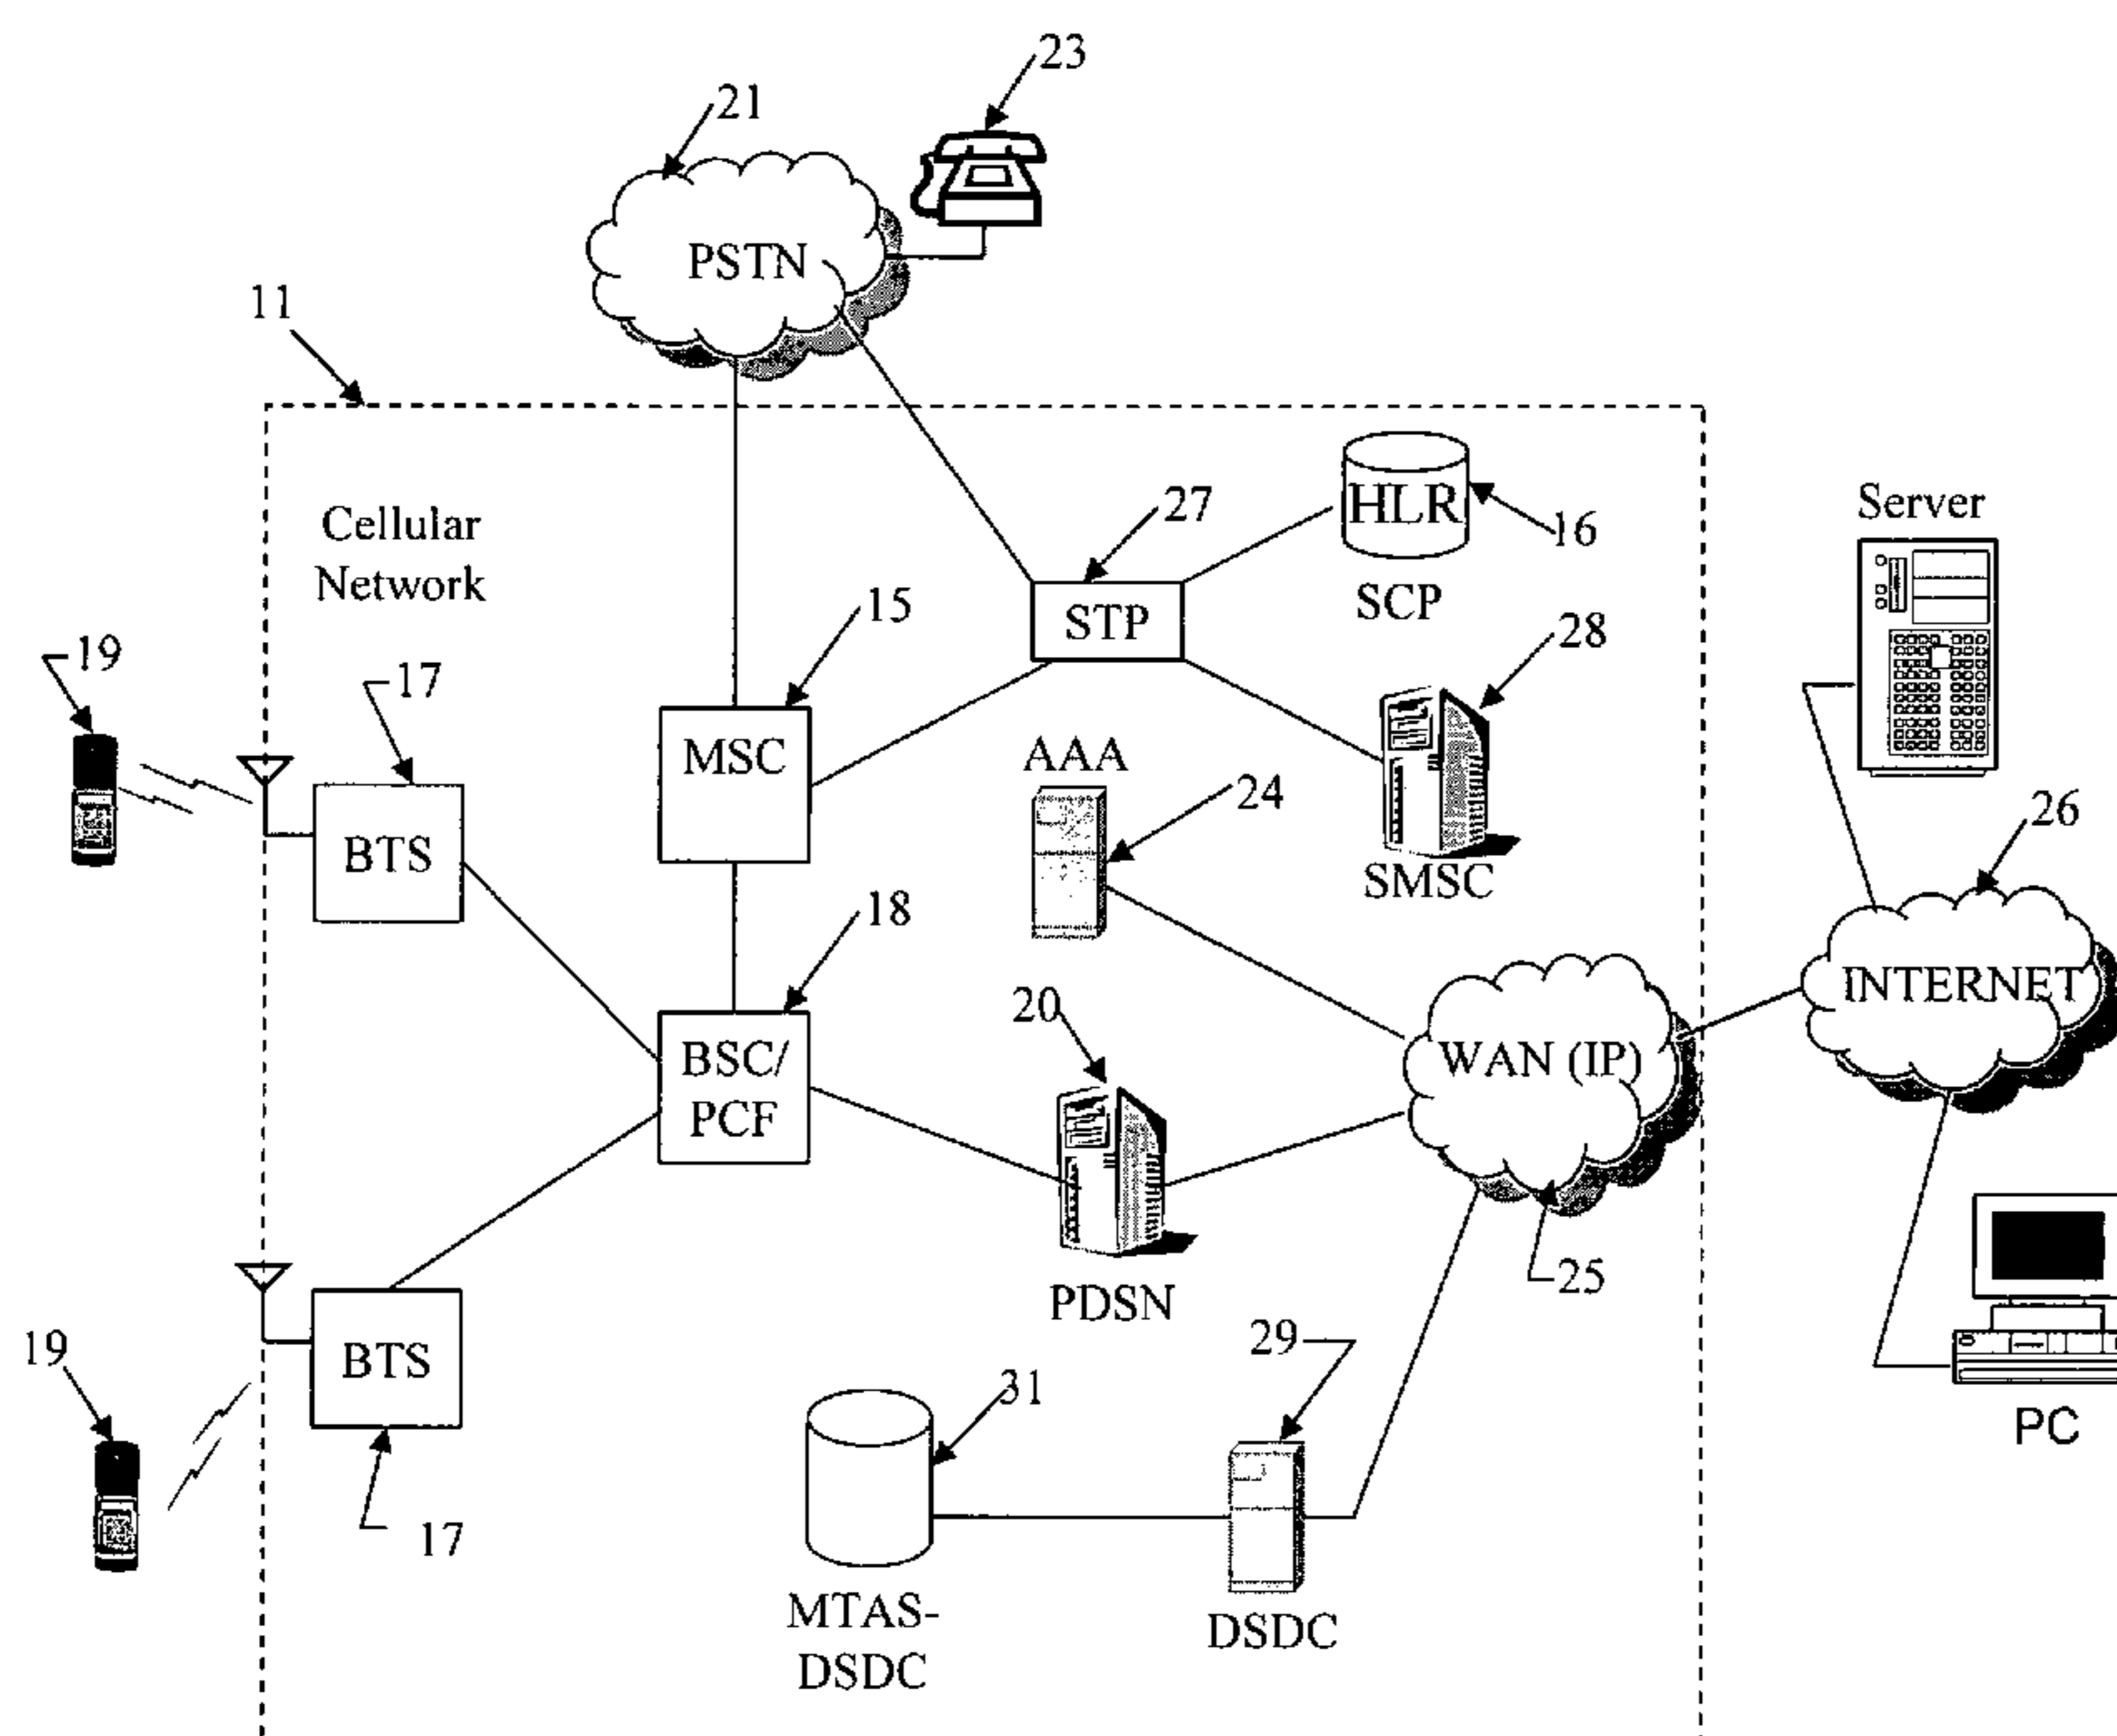 23
21
PSTN
11
27
HLR
16
Cellular
Network
Server
SCP
STP
15
28
19
17
MSC
AAA
24
26
BTS
SMSC
18
INTERNET
20
WAN (IP)
BSC/
PCF
25
PDSN
29
19
BTS
31
PC
17
MTAS-
DSDC
DSDC